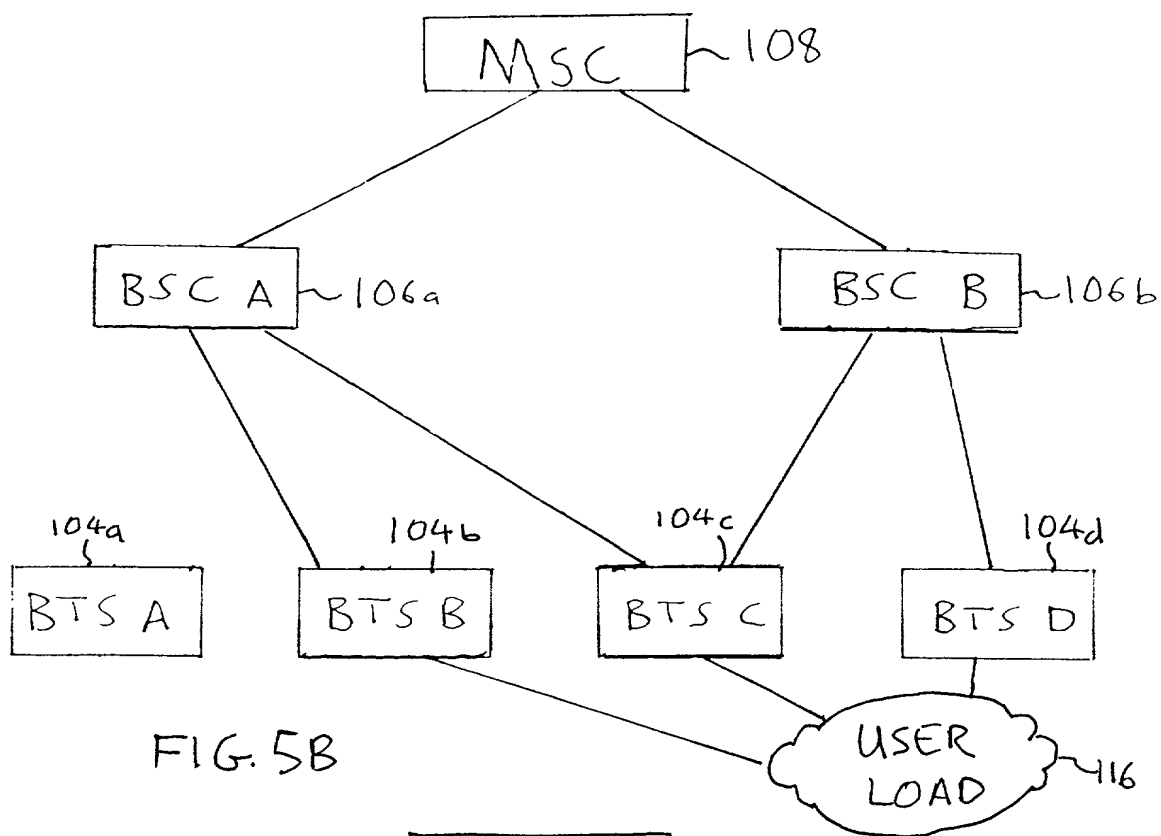 MSC 108
BSC A 106a
BSC B 106b
104a
104b
104c
104d
BTS A
BTS B
BTS C
BTS D
FIG. 5B
USER
LOAD
116